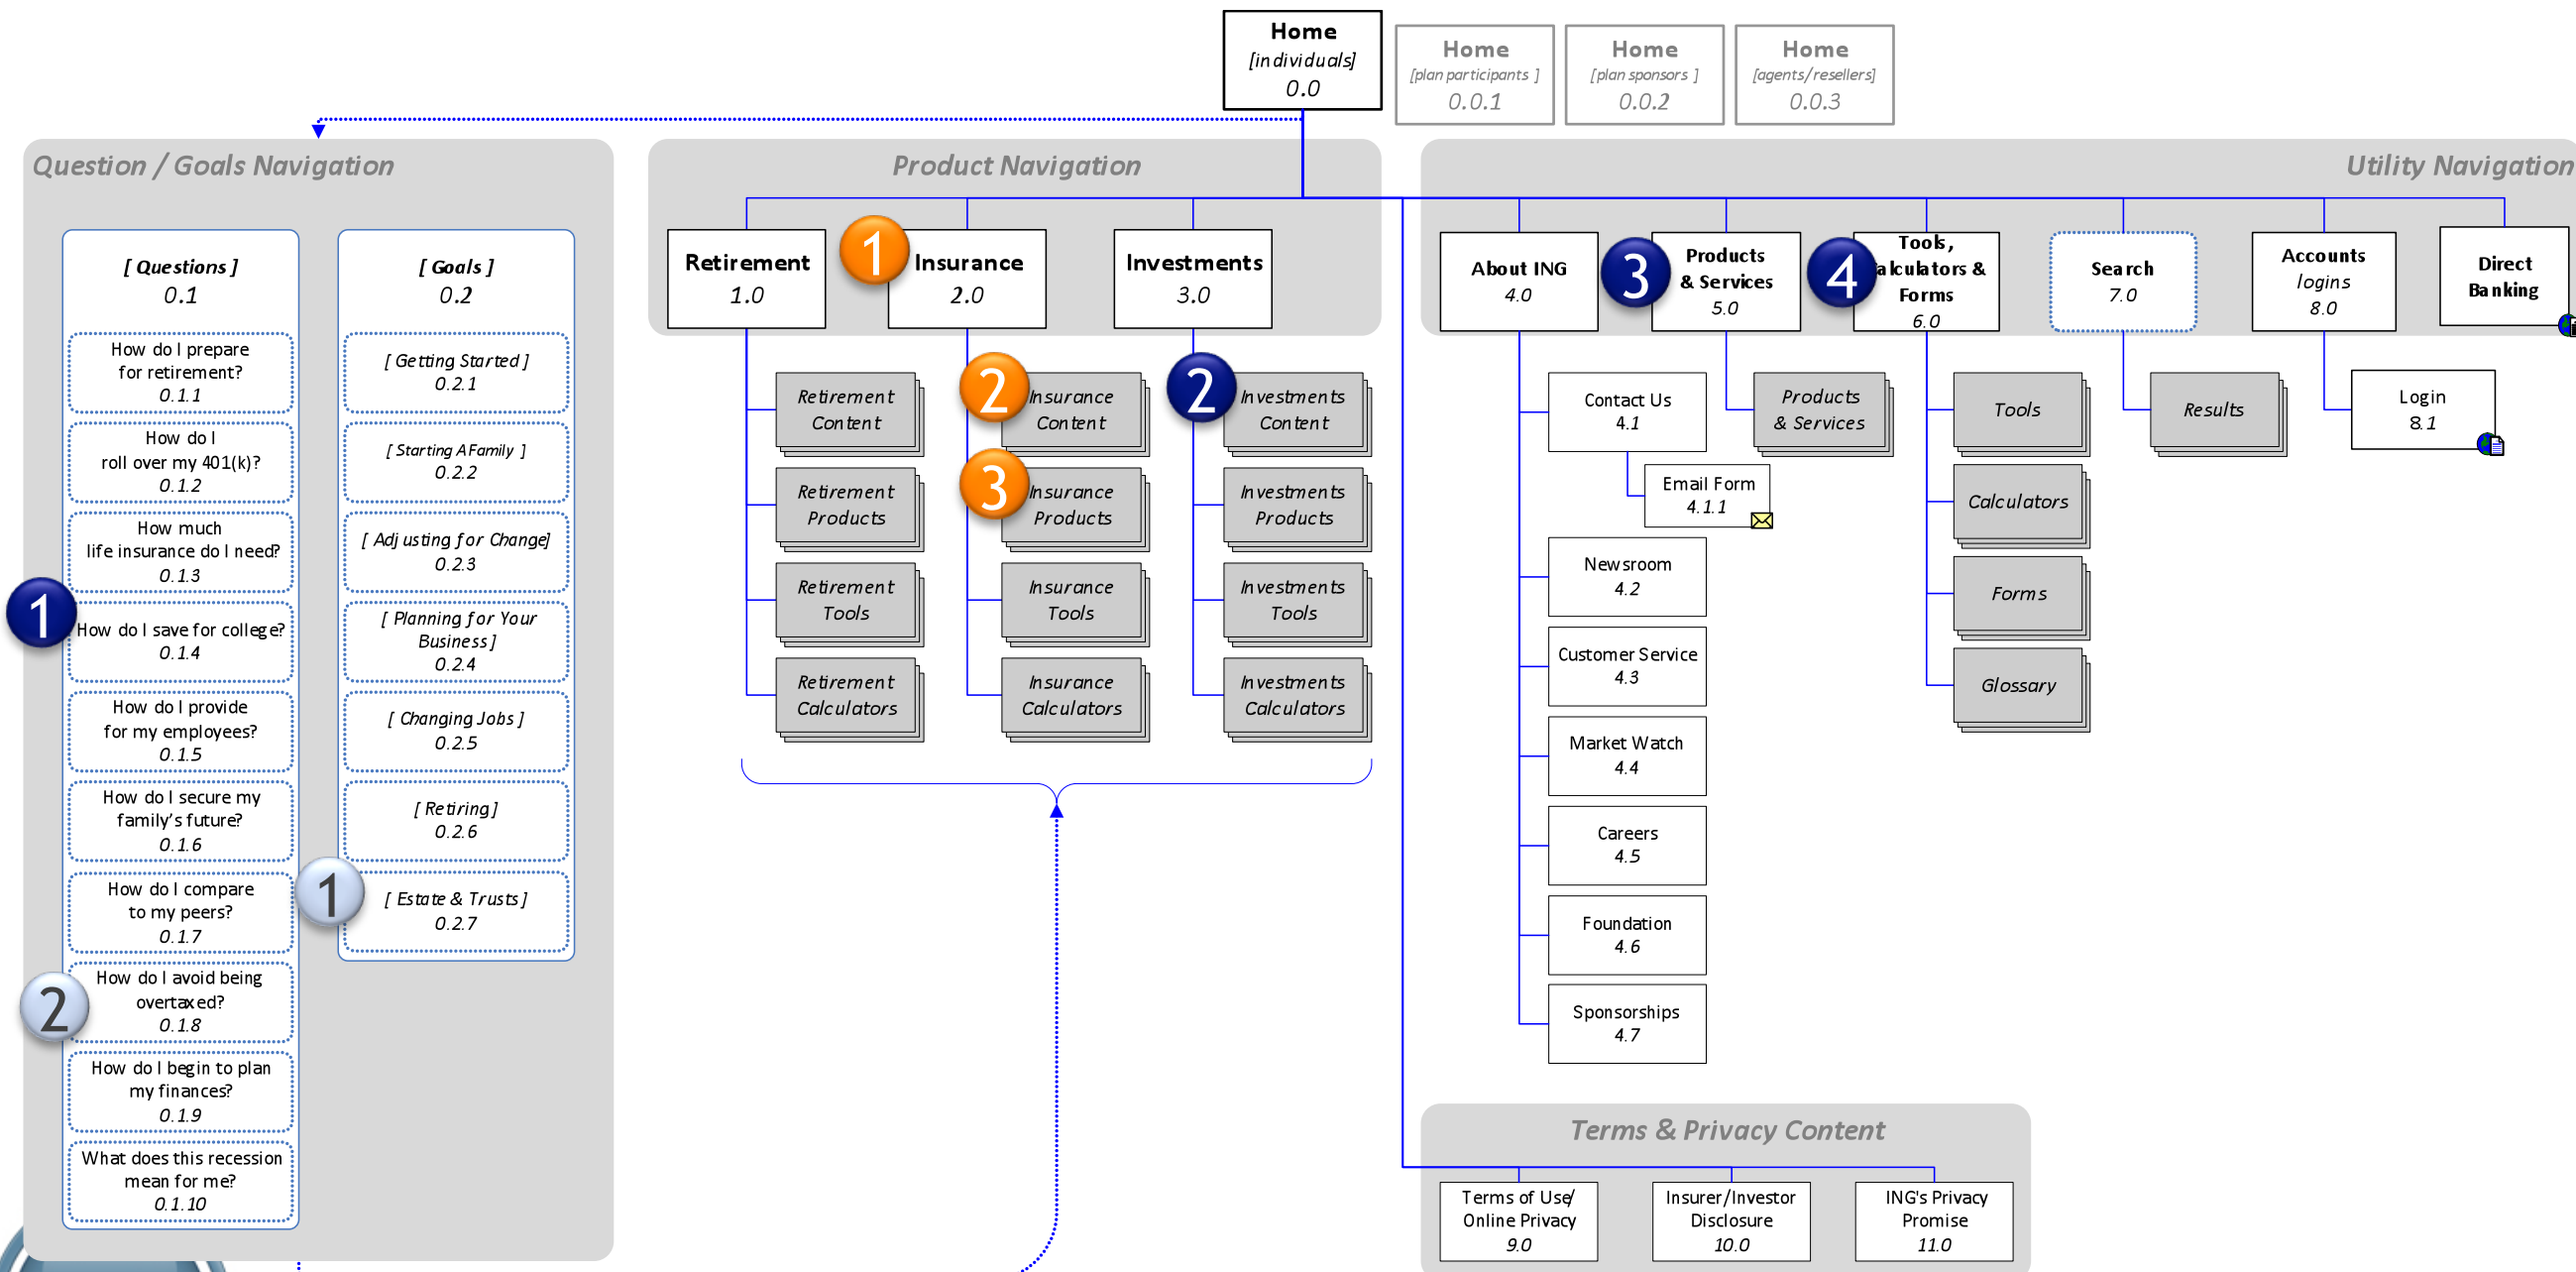 Home
[individuals]
0.0
Home
[plan participants ]
0.0.1
Home
[plan sponsors ]
0.0.2
Home
[agents/resellers]
0.0.3
Question / Goals Navigation
[ Questions ]
0.1
How do I prepare
for retirement?
0.1.1
How do I
roll over my 401(k)?
0.1.2
How much
life insurance do I need?
0.1.3
1
How do I save for college?
0.1.4
How do I provide
for my employees?
0.1.5
How do I secure my
family's future?
0.1.6
How do I compare
to my peers?
0.1.7
2
How do I avoid being
overtaxed?
0.1.8
How do I begin to plan
my finances?
0.1.9
What does this recession
mean for me?
0.1.10
[ Goals ]
0.2
[ Getting Started ]
0.2.1
[ Starting A Family ]
0.2.2
[ Adjusting for Change]
0.2.3
[ Planning for Your
Business ]
0.2.4
[ Changing Jobs ]
0.2.5
[ Retiring]
0.2.6
1
[ Estate & Trusts]
0.2.7
Product Navigation
Retirement
1.0
Retirement
Content
Retirement
Products
Retirement
Tools
Retirement
Calculators
1
Insurance
2.0
2
Insurance
Content
3
Insurance
Products
Insurance
Tools
Insurance
Calculators
Investments
3.0
2
Investments
Content
Investments
Products
Investments
Tools
Investments
Calculators
Utility Navigation
About ING
4.0
Contact Us
4.1
Email Form
4.1.1
Newsroom
4.2
Customer Service
4.3
Market Watch
4.4
Careers
4.5
Foundation
4.6
Sponsorships
4.7
3
Products
& Services
5.0
Products
& Services
4
Tools,
alculators &
Forms
6.0
Tools
Calculators
Forms
Glossary
Search
7.0
Results
Accounts
logins
8.0
Login
8.1
Direct
Banking
Terms & Privacy Content
Terms of Use/
Online Privacy
9.0
Insurer/Investor
Disclosure
10.0
ING's Privacy
Promise
11.0